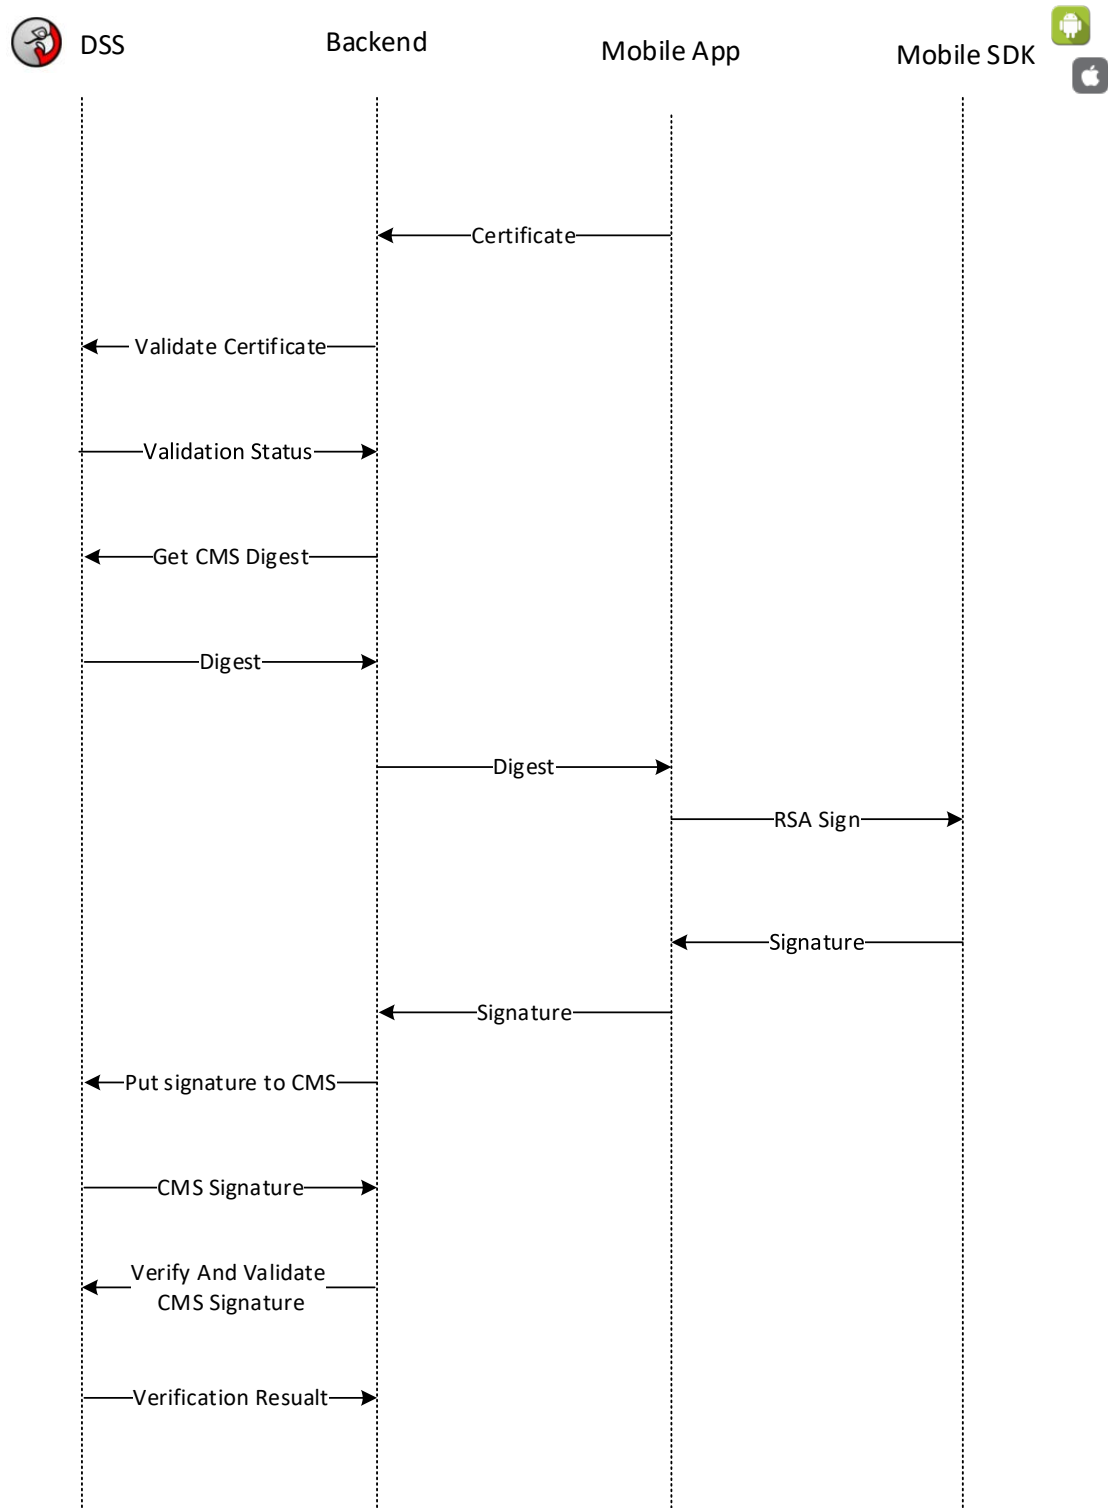 DSS
Backend
Mobile App
Mobile SDK
Certificate
Validate Certificate
Validation Status
Get CMS Digest
Digest
Digest
RSA Sign
Signature
Signature
Put signature to CMS
CMS Signature
Verify And Validate
CMS Signature
Verification Resualt